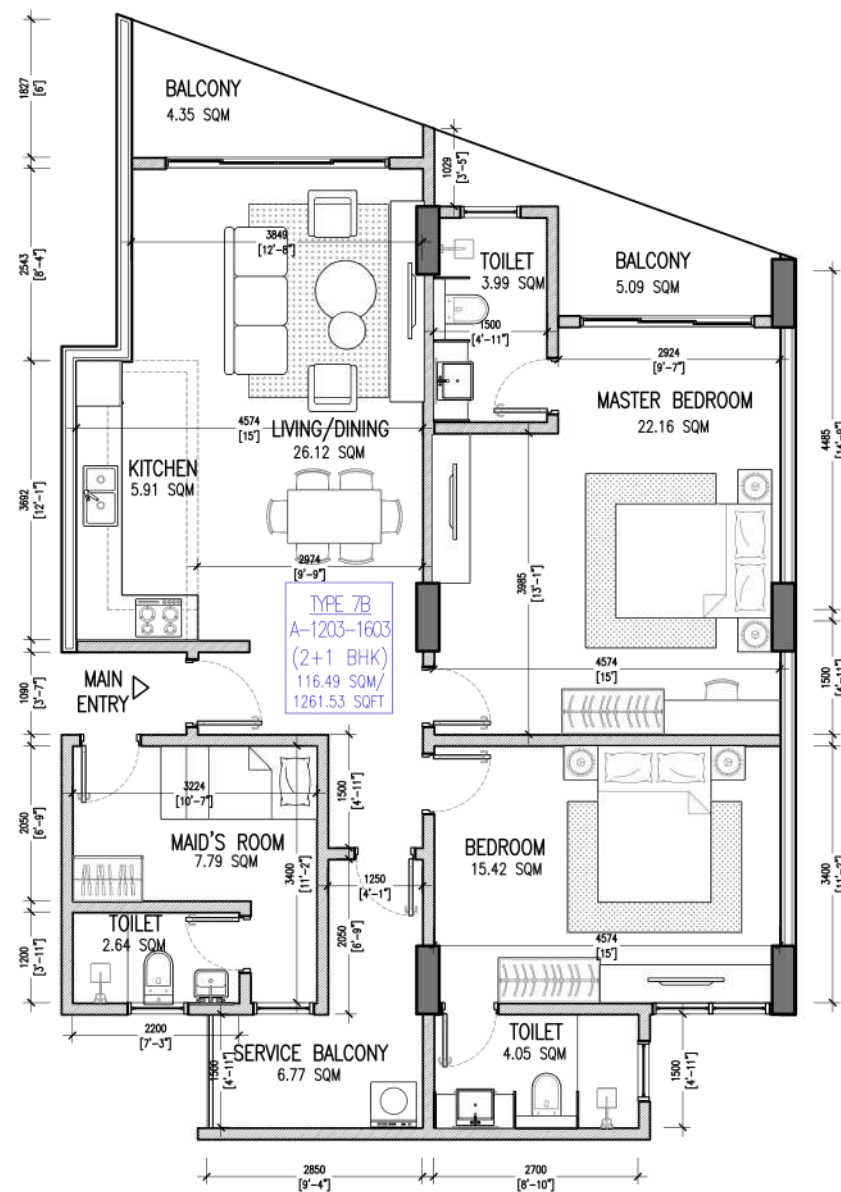 BALCONY
4.35 SQM
1827
[6']
1029
[3'-5"]
2543
[8'-4"]
3849
[12'-8"]
TOILET
3.99 SQM
BALCONY
5.09 SQM
1500
[4'-11"]
2924
[9'-7"]
MASTER BEDROOM
22.16 SQM
4485
[14'-9"]
4574
[15']
LIVING/DINING
26.12 SQM
KITCHEN
5.91 SQM
3692
[12'-1"]
2974
[9'-9"]
3985
[13'-1"]
TYPE 7B
A-1203-1603
(2+1 BHK)
116.49 SQM/
1261.53 SQFT
MAIN
ENTRY
1090
[3'-7"]
4574
[15']
1500
[4'-11"]
3224
[10'-7"]
1500
[4'-11"]
2050
[6'-9"]
MAID'S ROOM
7.79 SQM
3400
[11'-2"]
BEDROOM
15.42 SQM
3400
[11'-2"]
1250
[4'-1"]
TOILET
2.64 SQM
1200
[3'-11"]
2050
[6'-9"]
4574
[15']
2200
[7'-3"]
SERVICE BALCONY
6.77 SQM
1500
[4'-11"]
TOILET
4.05 SQM
1500
[4'-11"]
2850
[9'-4"]
2700
[8'-10"]